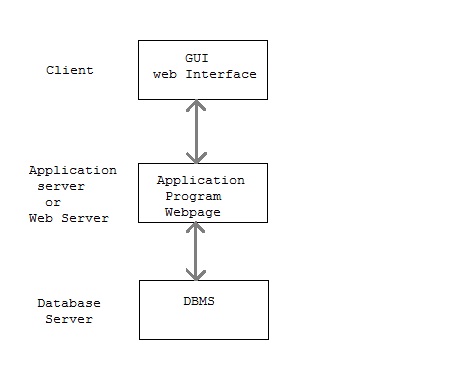 GUI
web Interface
Client
Application
server
or
Web Server
Application
Program
Webpage
Database
Server
DBMS